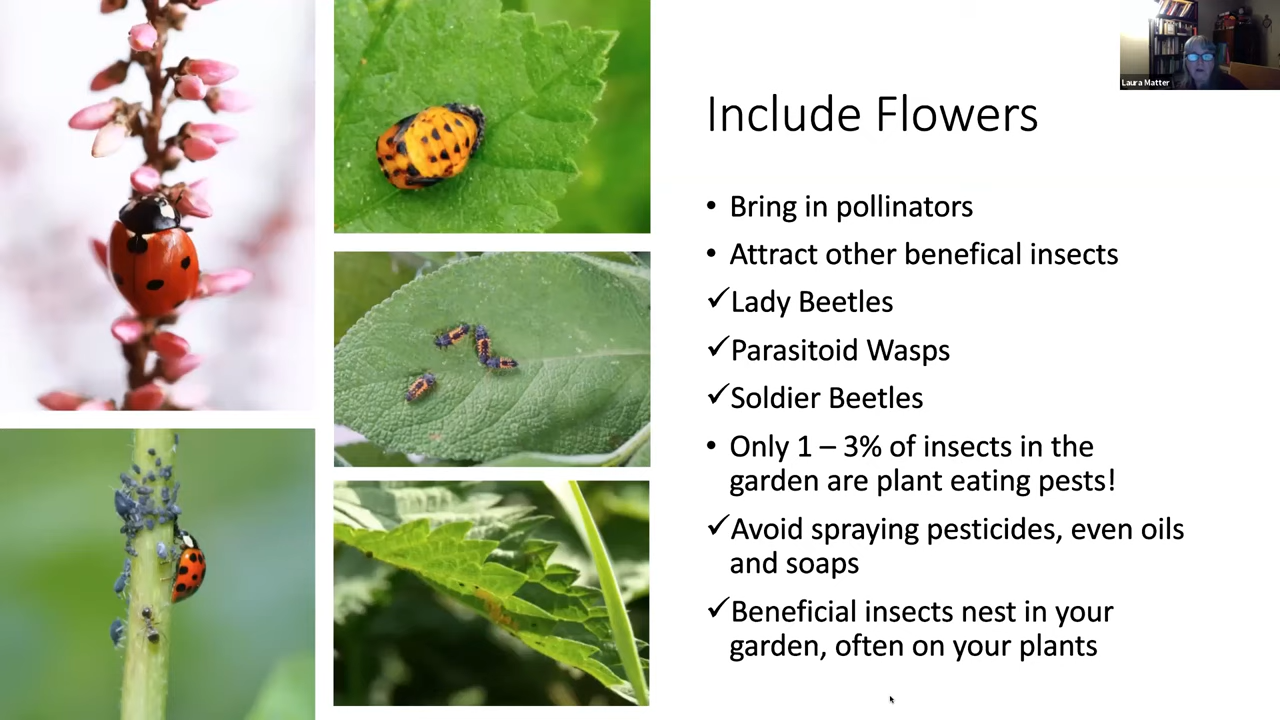 Laura Matter
Include Flowers
• Bring in pollinators
• Attract other benefical insects
✓Lady Beetles
✓Parasitoid Wasps
✓Soldier Beetles
• Only 1 – 3% of insects in the
garden are plant eating pests!
✓Avoid spraying pesticides, even oils
and soaps
✓Beneficial insects nest in your
garden, often on your plants